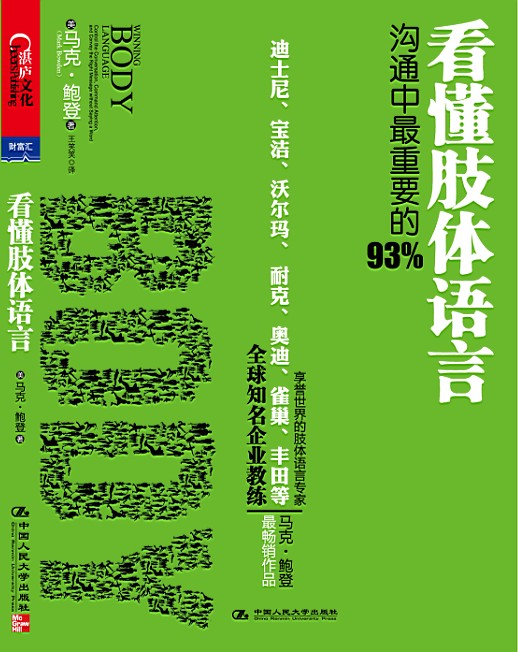 湛庐文化
Cheers Publishing
财富汇
看懂肢体语言
美
马克·鲍登
著
中国人民大学出版社
China Renmin University Press
Mc
Graw
Hill
WINNING
BODY
LANGUAGE
Control the Conversation, Command Attention,
and Convey the Right Message without Saying a Word
美
马克·鲍登
著
(Mark Bowden)
王笑笑
译
BODY
看懂肢体语言
沟通中最重要的
93%
迪士尼、宝洁、沃尔玛、耐克、奥迪、雀巢、丰田等
全球知名企业教练
享誉世界的肢体语言专家
马克·鲍登
最畅销作品
中国人民大学出版社
China Renmin University Press